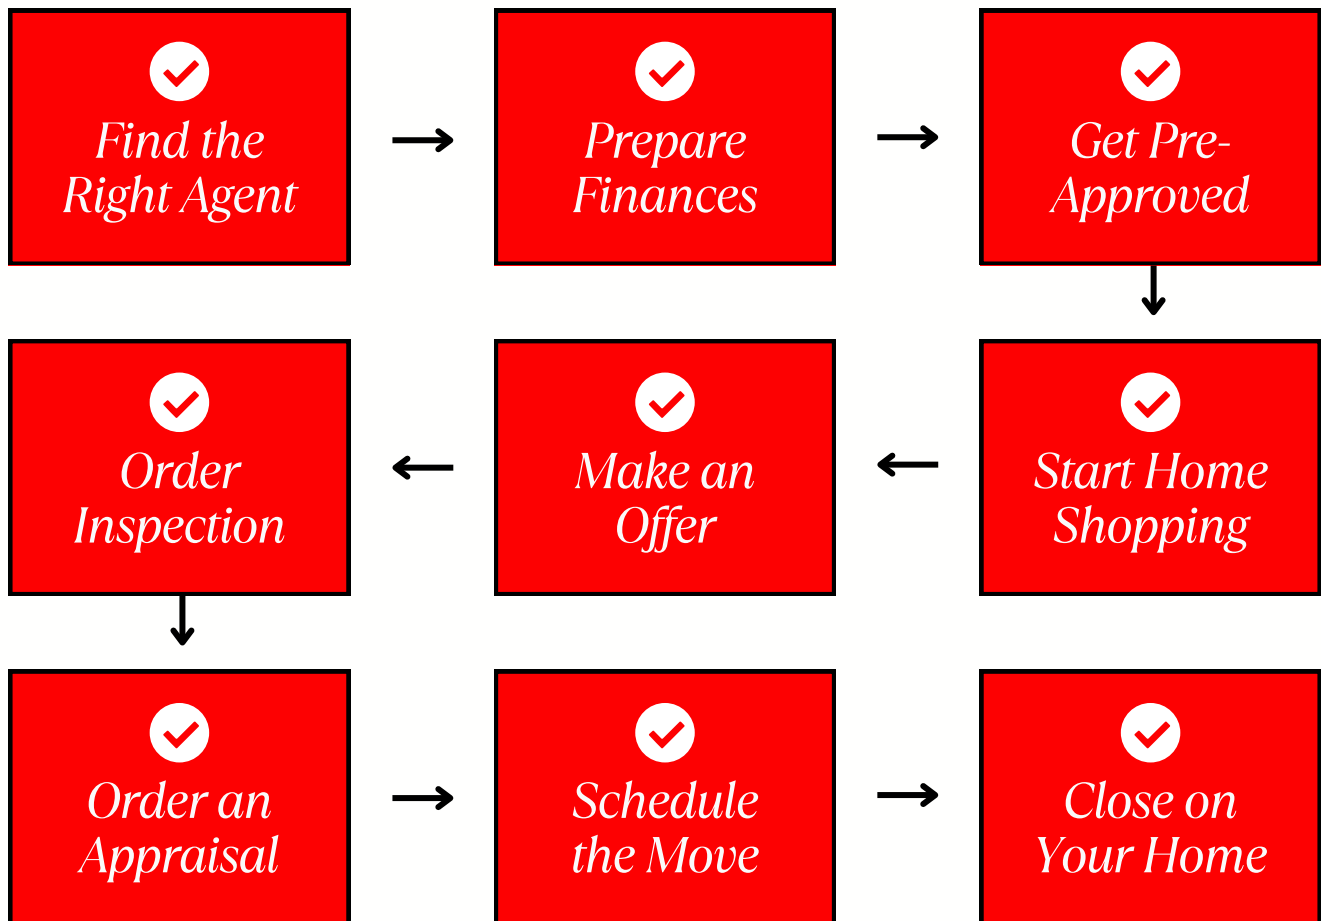 Find the
Right Agent
Prepare
Finances
Get Pre-
Approved
Start Home
Shopping
Make an
Offer
Order
Inspection
Order an
Appraisal
Schedule
the Move
Close on
Your Home